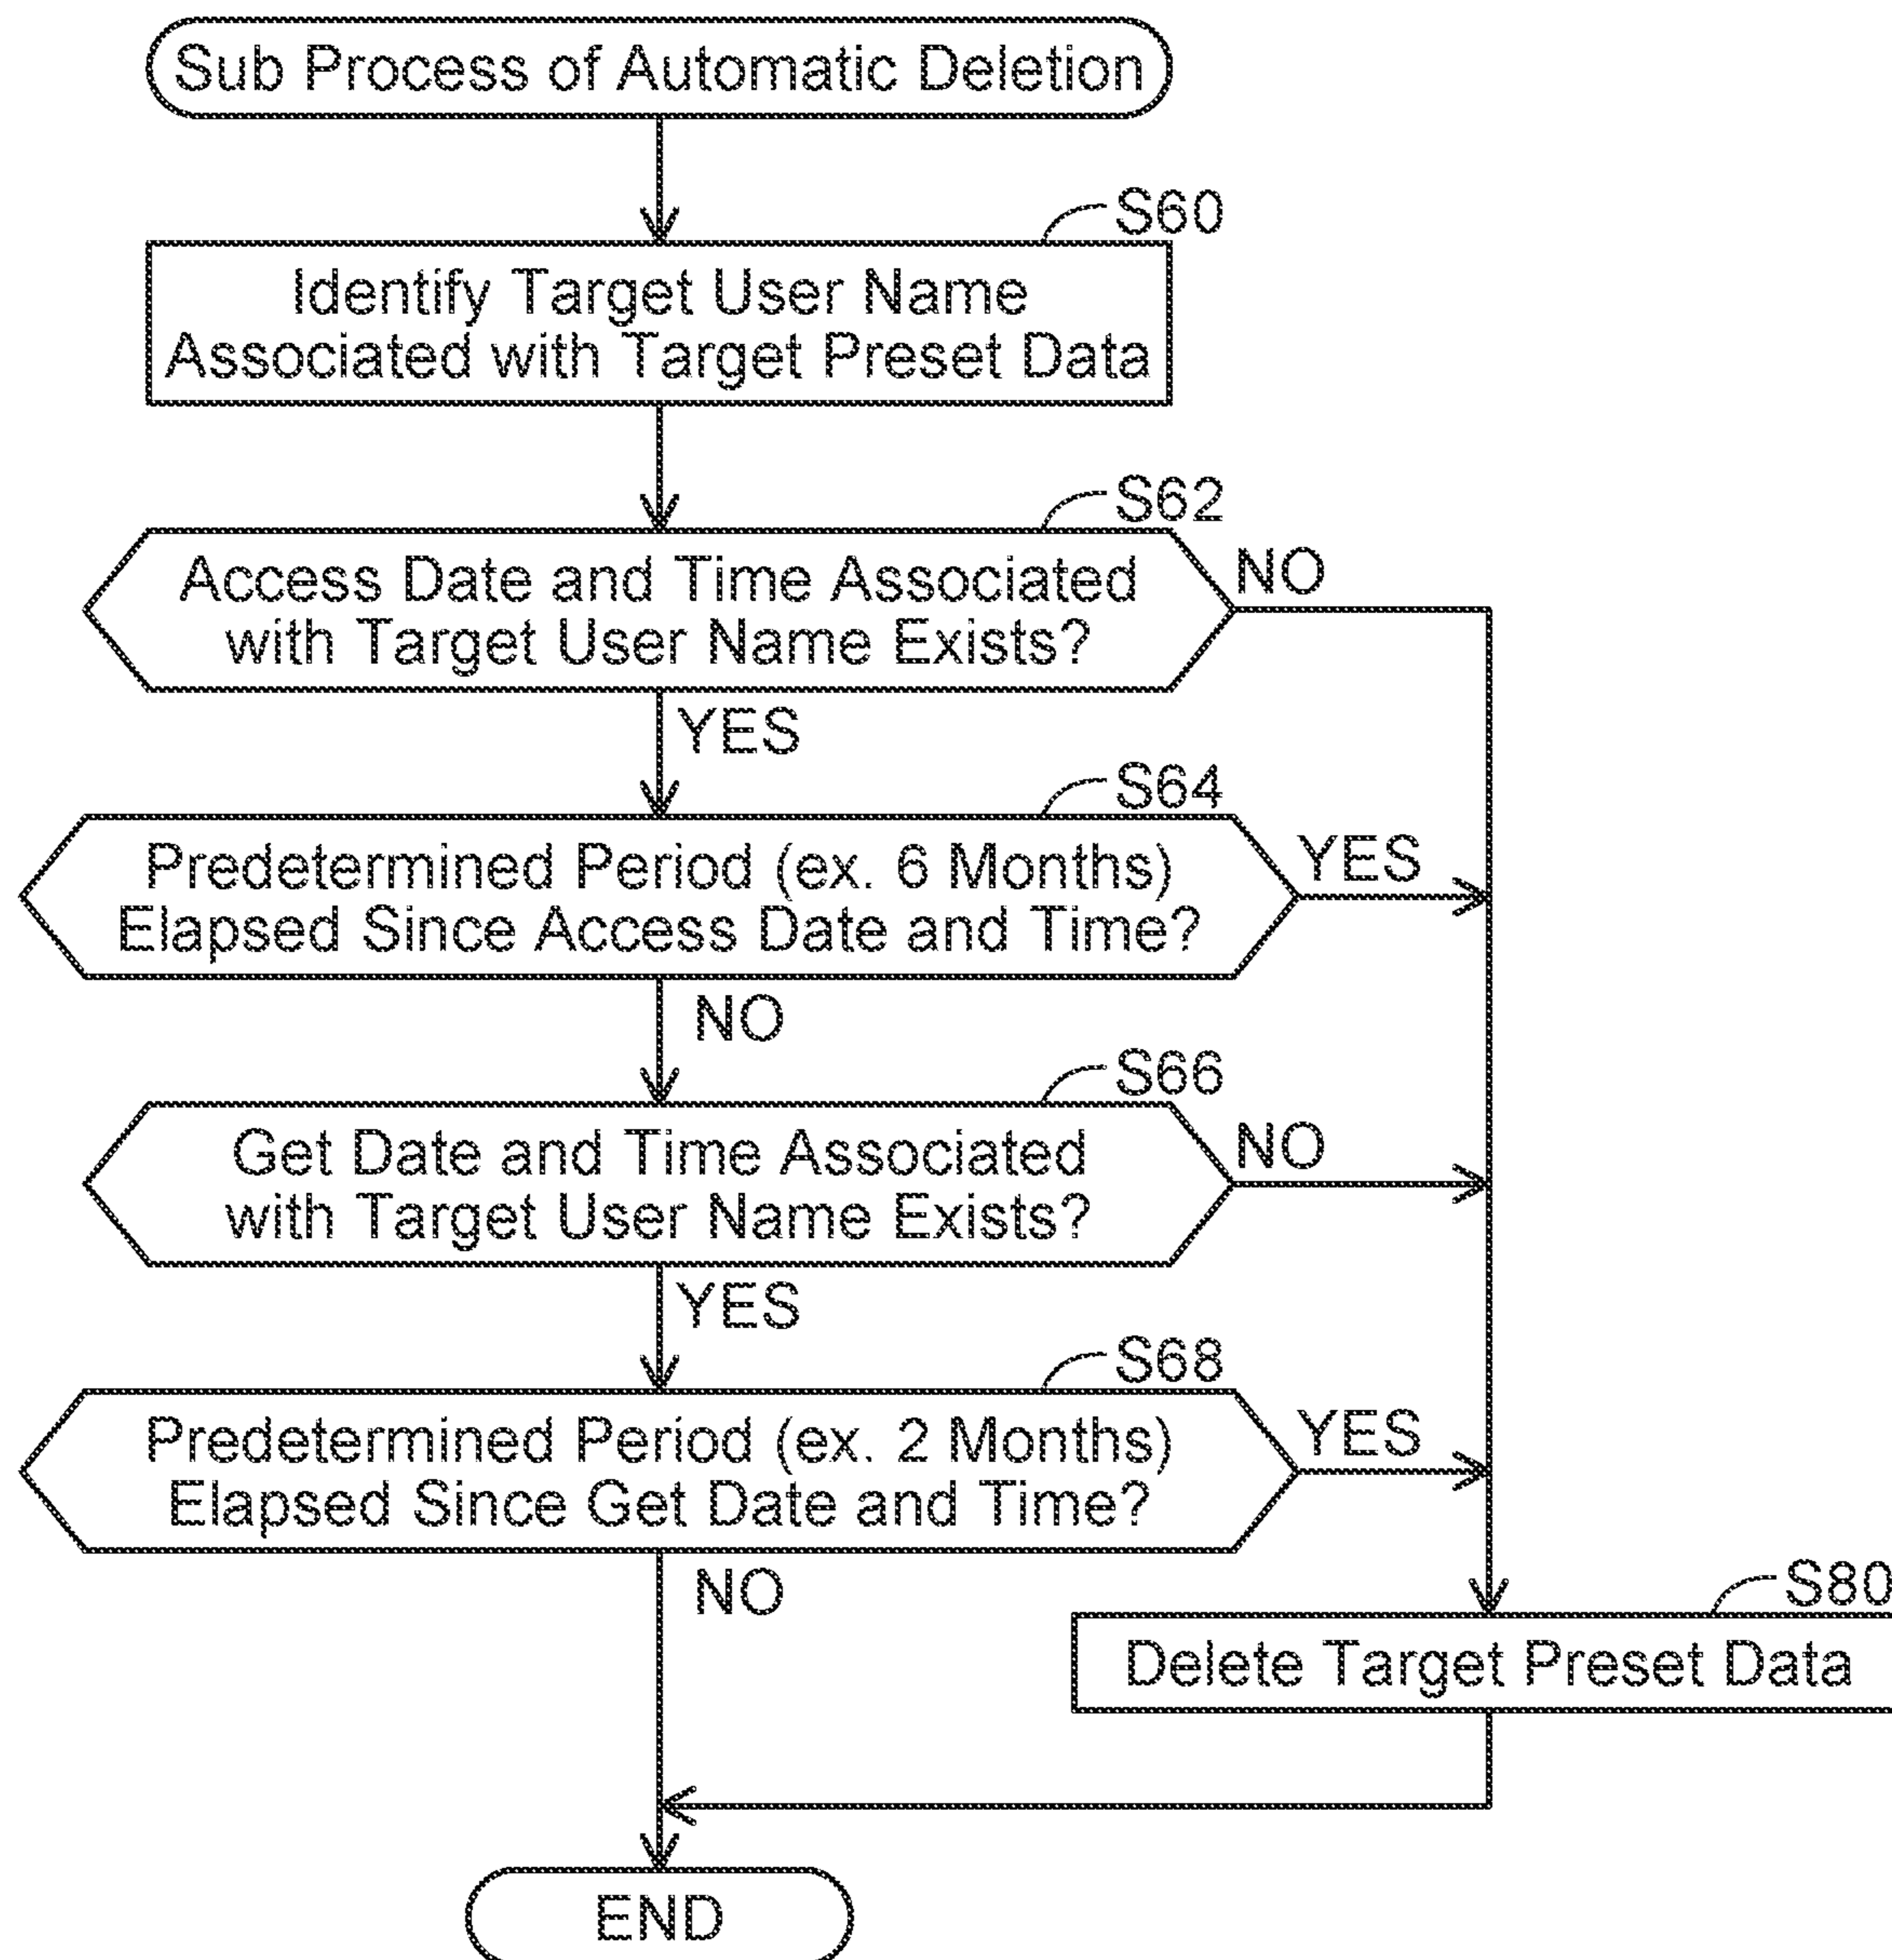 Sub Process of Automatic Deletion
S60
Identify Target User Name
Associated with Target Preset Data
S62
Access Date and Time Associated
with Target User Name Exists?
NO
YES
S64
Predetermined Period (ex. 6 Months)
Elapsed Since Access Date and Time?
YES
NO
S66
Get Date and Time Associated
with Target User Name Exists?
NO
YES
S68
Predetermined Period (ex. 2 Months)
Elapsed Since Get Date and Time?
YES
NO
S80
Delete Target Preset Data
END